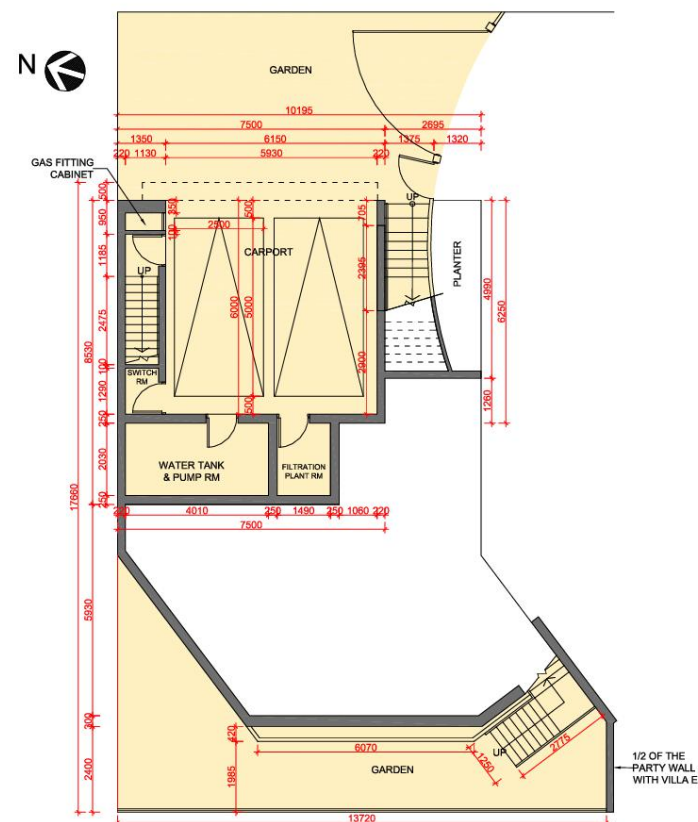 N
GARDEN
10195
7500
2695
1350
6150
1375
1320
220
1130
5930
220
GAS FITTING
CABINET
500
950
1185
2475
100
1290
250
2030
250
8530
17660
5930
300
2400
350
100
2500
500
6000
5000
500
CARPORT
705
2395
2900
UP
UP
PLANTER
4990
6250
1260
SWITCH
RM
WATER TANK
& PUMP RM
FILTRATION
PLANT RM
220
4010
250
1490
250
1060
220
7500
420
1985
6070
UP
1250
2775
GARDEN
1/2 OF THE
PARTY WALL
WITH VILLA E
13720